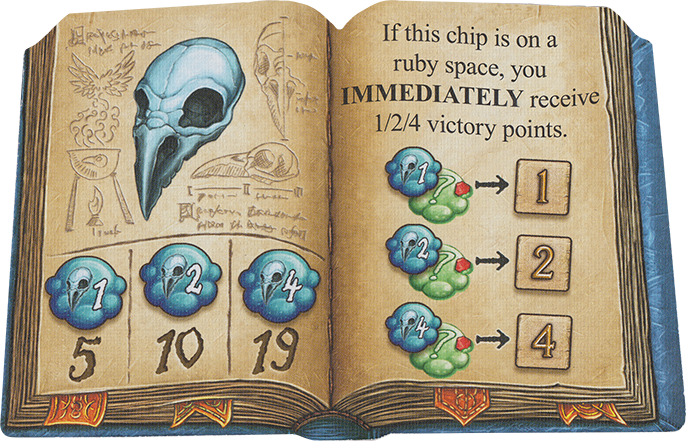 1
2
4
5
10
19
If this chip is on a
ruby space, you
IMMEDIATELY receive
1/2/4 victory points.
1 ? 1
2 ? 2
4 ? 4